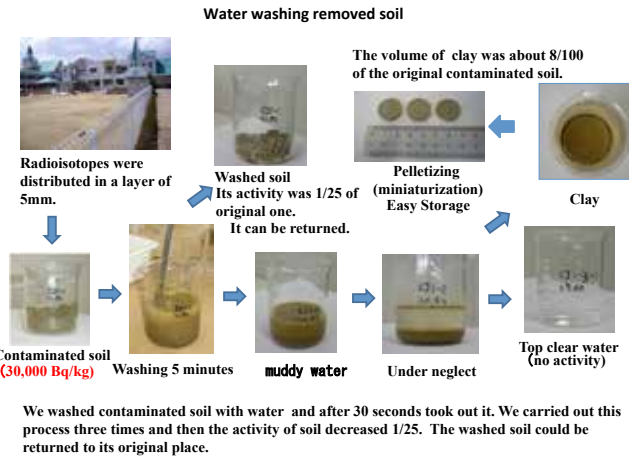 Water washing removed soil
The volume of clay was about 8/100
of the original contaminated soil.
Radioisotopes were
distributed in a layer of
5mm.
Washed soil
Its activity was 1/25 of
original one.
It can be returned.
Pelletizing
(miniaturization)
Easy Storage
Clay
Contaminated soil
(30,000 Bq/kg)
Washing 5 minutes
muddy water
Under neglect
Top clear water
(no activity)
We washed contaminated soil with water and after 30 seconds took out it. We carried out this
process three times and then the activity of soil decreased 1/25. The washed soil could be
returned to its original place.